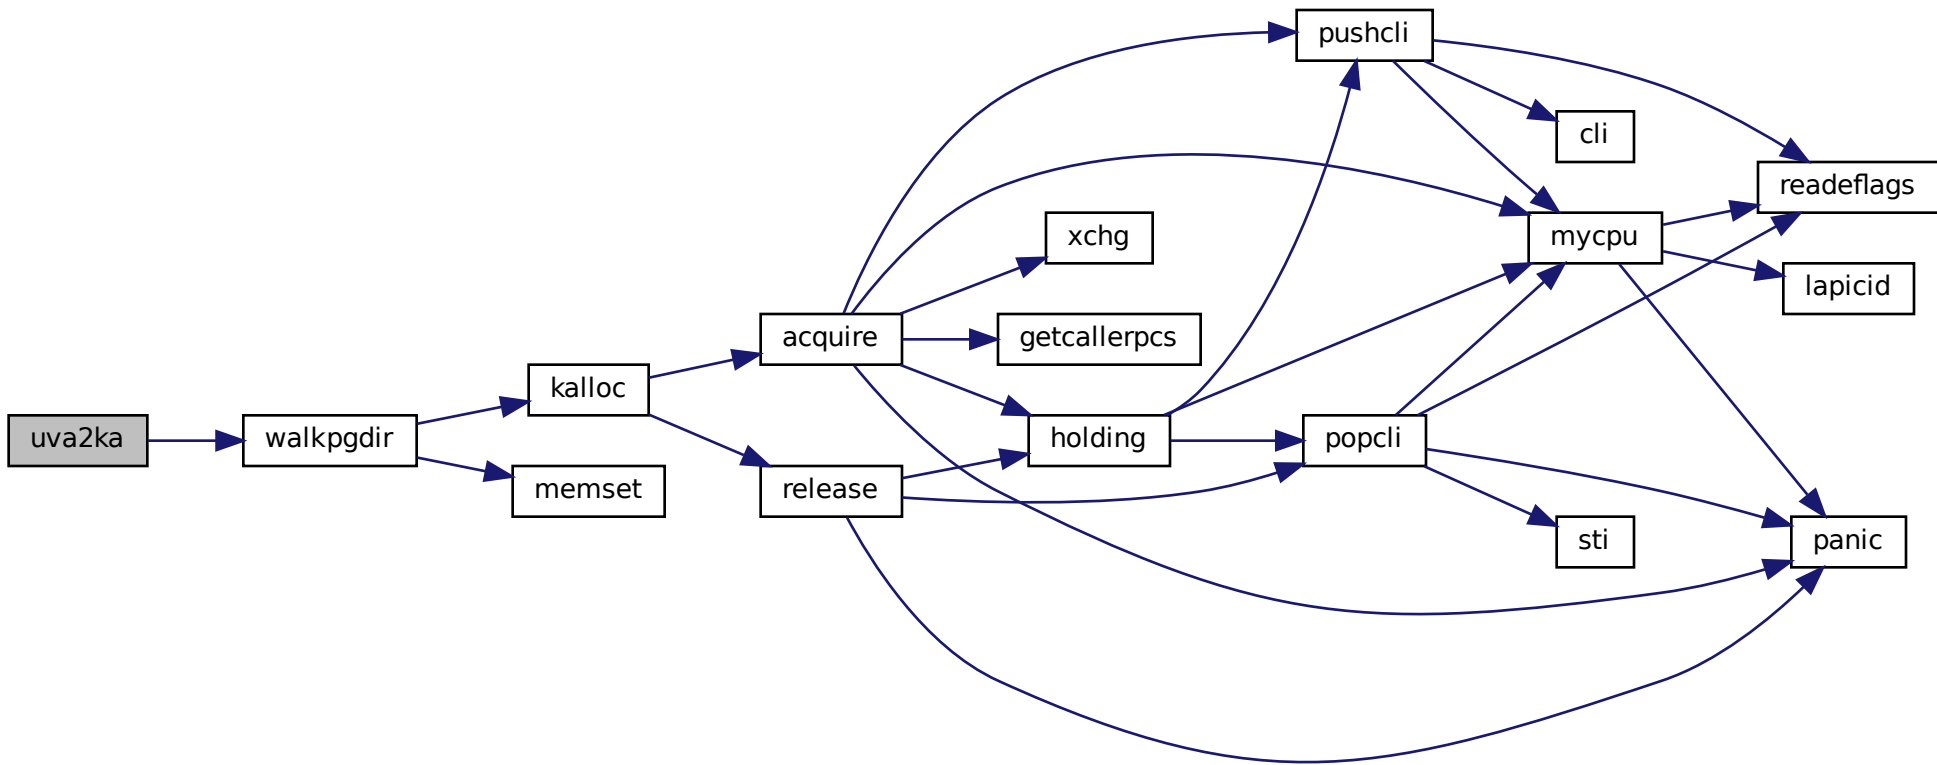 uva2ka
walkpgdir
kalloc
memset
acquire
release
xchg
getcallerpcs
holding
pushcli
popcli
cli
mycpu
sti
readeflags
lapicid
panic